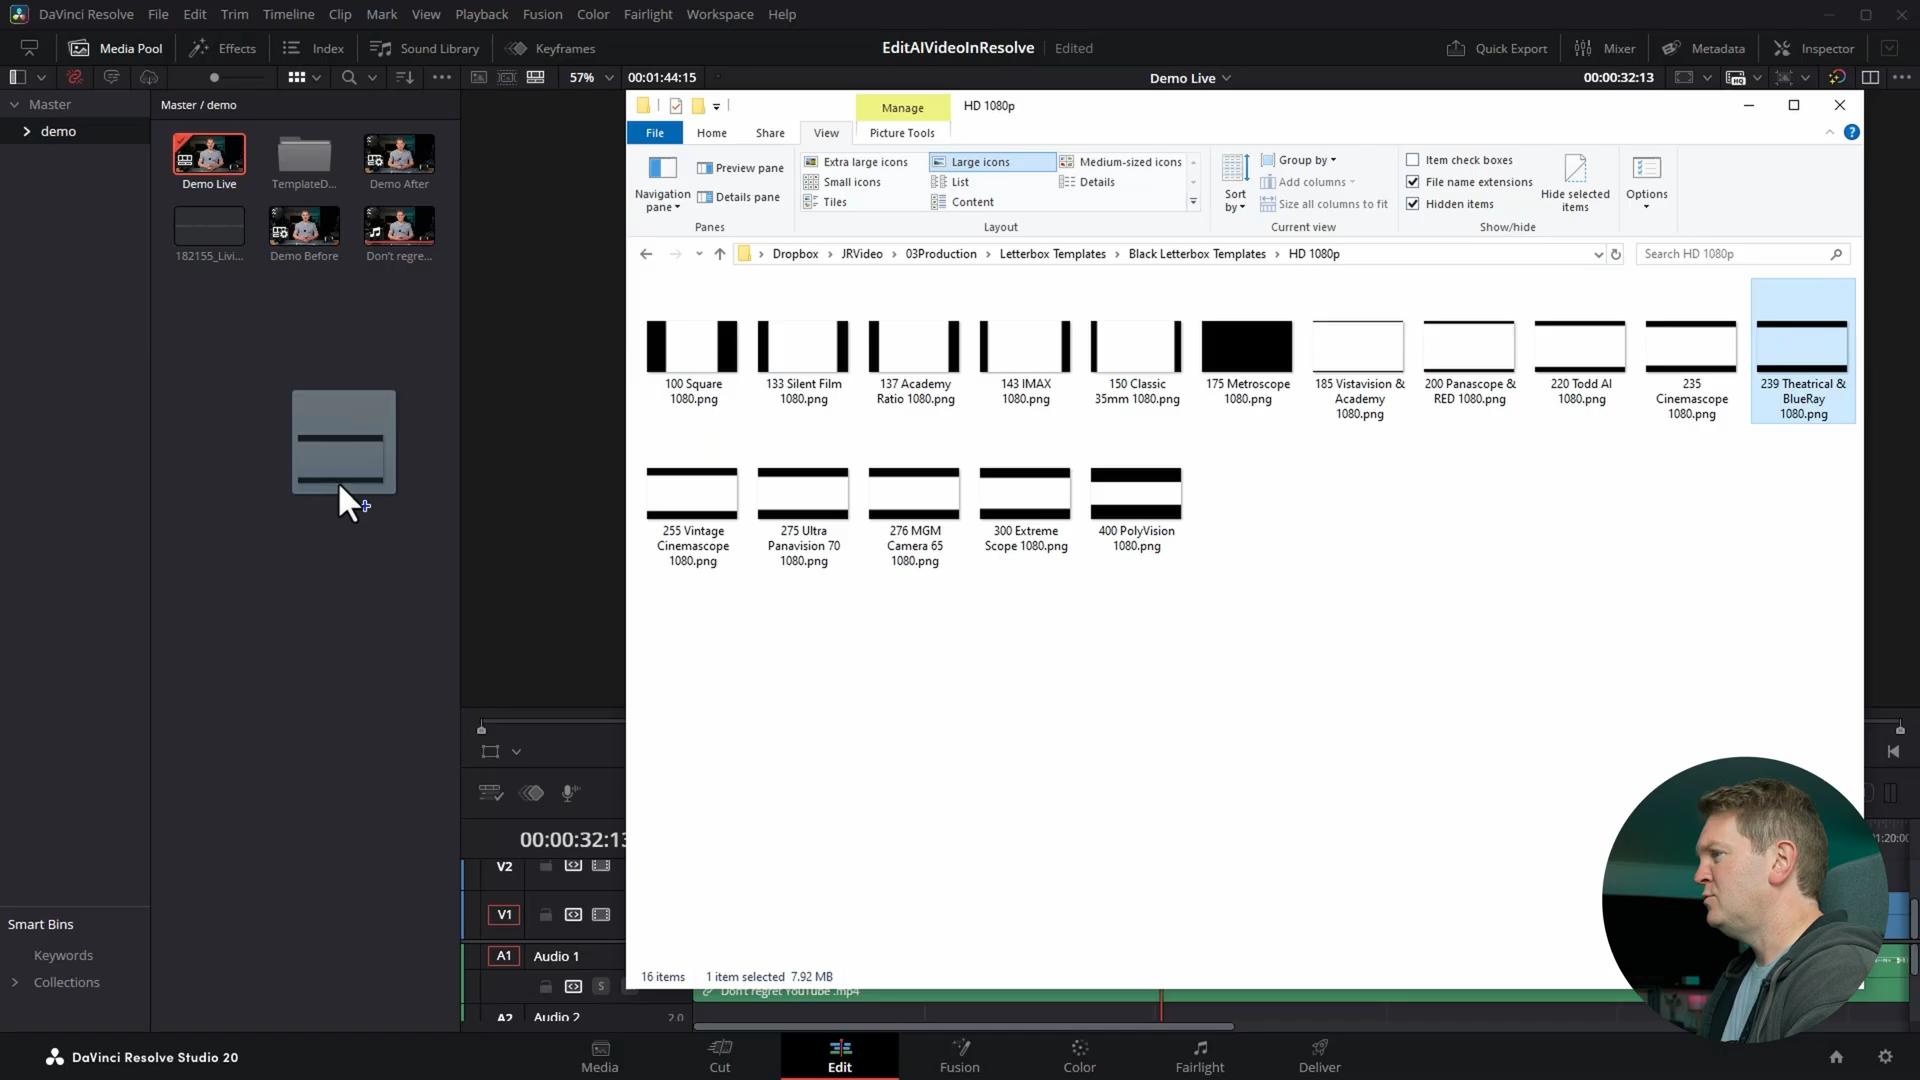 DaVinci Resolve File Edit Trim Timeline Clip Mark View Playback Fusion Color Fairlight Workspace Help
Media Pool Effects Index Sound Library Keyframes EditAIVideoInResolve Edited Quick Export Mixer Metadata Inspector
57% 00:01:44:15 Demo Live 00:00:32:13
Master
demo
Master / demo
Demo Live TemplateD... Demo After
182155_Livi... Demo Before Don't regre...
Manage HD 1080p
File Home Share View Picture Tools
Navigation pane
Preview pane
Details pane
Panes
Extra large icons Large icons Medium-sized icons
Small icons List Details
Tiles Content
Layout
Sort by
Group by
Add columns
Size all columns to fit
Current view
Item check boxes
File name extensions
Hidden items
Hide selected items
Show/hide
Options
Dropbox › JRVideo › 03Production › Letterbox Templates › Black Letterbox Templates › HD 1080p
Search HD 1080p
100 Square 1080.png
133 Silent Film 1080.png
137 Academy Ratio 1080.png
143 IMAX 1080.png
150 Classic 35mm 1080.png
175 Metroscope 1080.png
185 Vistavision & Academy 1080.png
200 Panascope & RED 1080.png
220 Todd AI 1080.png
235 Cinemascope 1080.png
239 Theatrical & BlueRay 1080.png
255 Vintage Cinemascope 1080.png
275 Ultra Panavision 70 1080.png
276 MGM Camera 65 1080.png
300 Extreme Scope 1080.png
400 PolyVision 1080.png
00:00:32:13
1:20:00
V2
V1
A1 Audio 1
S
A2 Audio 2 2.0
16 items 1 item selected 7.92 MB
Don't regret YouTube .mp4
Smart Bins
Keywords
Collections
DaVinci Resolve Studio 20
Media Cut Edit Fusion Color Fairlight Deliver